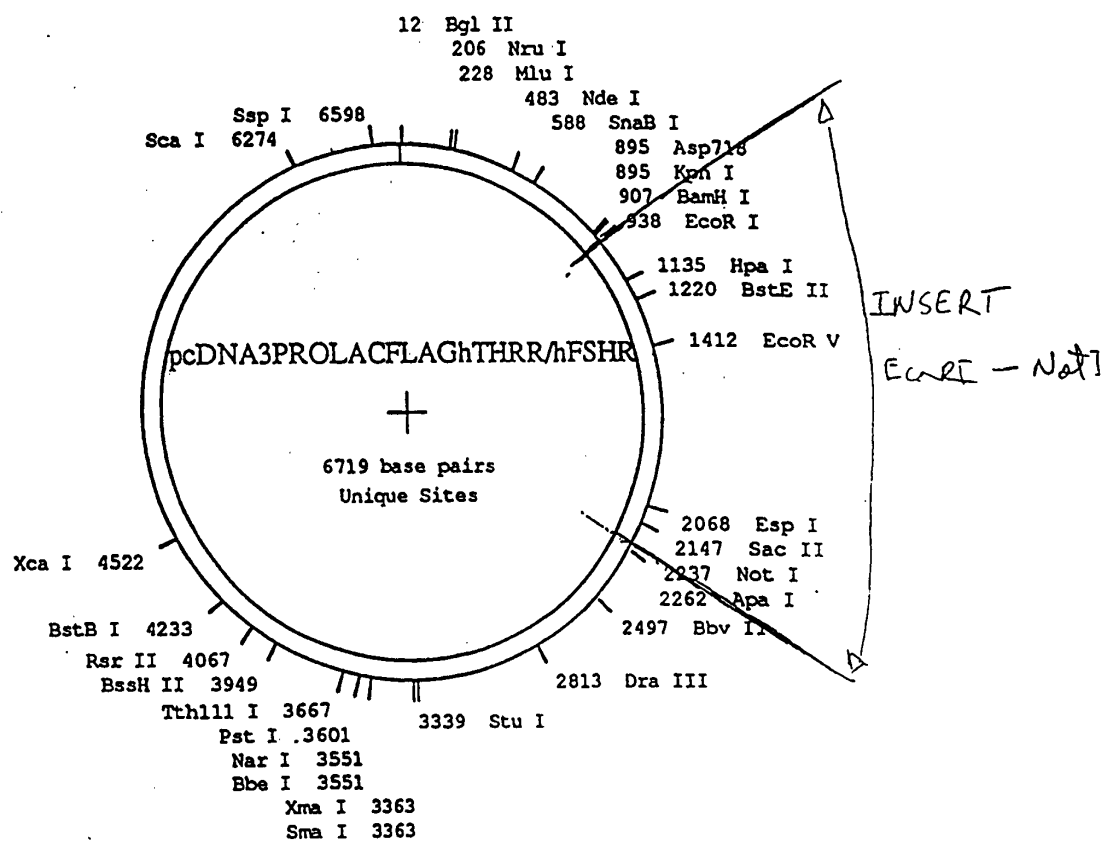 12 Bgl II
206 Nru I
228 Mlu I
483 Nde I
588 SnaB I
895 Asp718
895 Kpn I
907 BamH I
938 EcoR I
1135 Hpa I
1220 BstE II
1412 EcoR V
INSERT
EcoRI - NotI
2068 Esp I
2147 Sac II
2237 Not I
2262 Apa I
2497 Bbv II
2813 Dra III
3339 Stu I
Sma I 3363
Xma I 3363
Bbe I 3551
Nar I 3551
Pst I .3601
Tth111 I 3667
BssH II 3949
Rsr II 4067
BstB I 4233
Xca I 4522
Sca I 6274
Ssp I 6598
pcDNA3PROLACFLAGhTHRR/hFSHR
6719 base pairs
Unique Sites